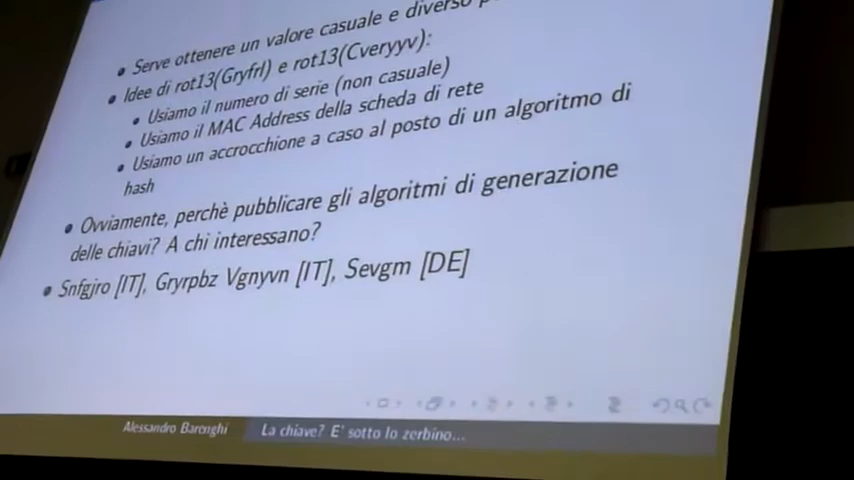 Serve ottenere un valore casuale e diverso
Idee di rot13(Gryfrl) e rot13(Cveryyv):
Usiamo il numero di serie (non casuale)
Usiamo il MAC Address della scheda di rete
Usiamo un accrocchione a caso al posto di un algoritmo di
hash
Ovviamente, perchè pubblicare gli algoritmi di generazione
delle chiavi? A chi interessano?
Snfgjro [IT], Gryrpbz Vgnyvn [IT], Sevgm [DE]
Alessandro Barenghi
La chiave? E' sotto lo zerbino...